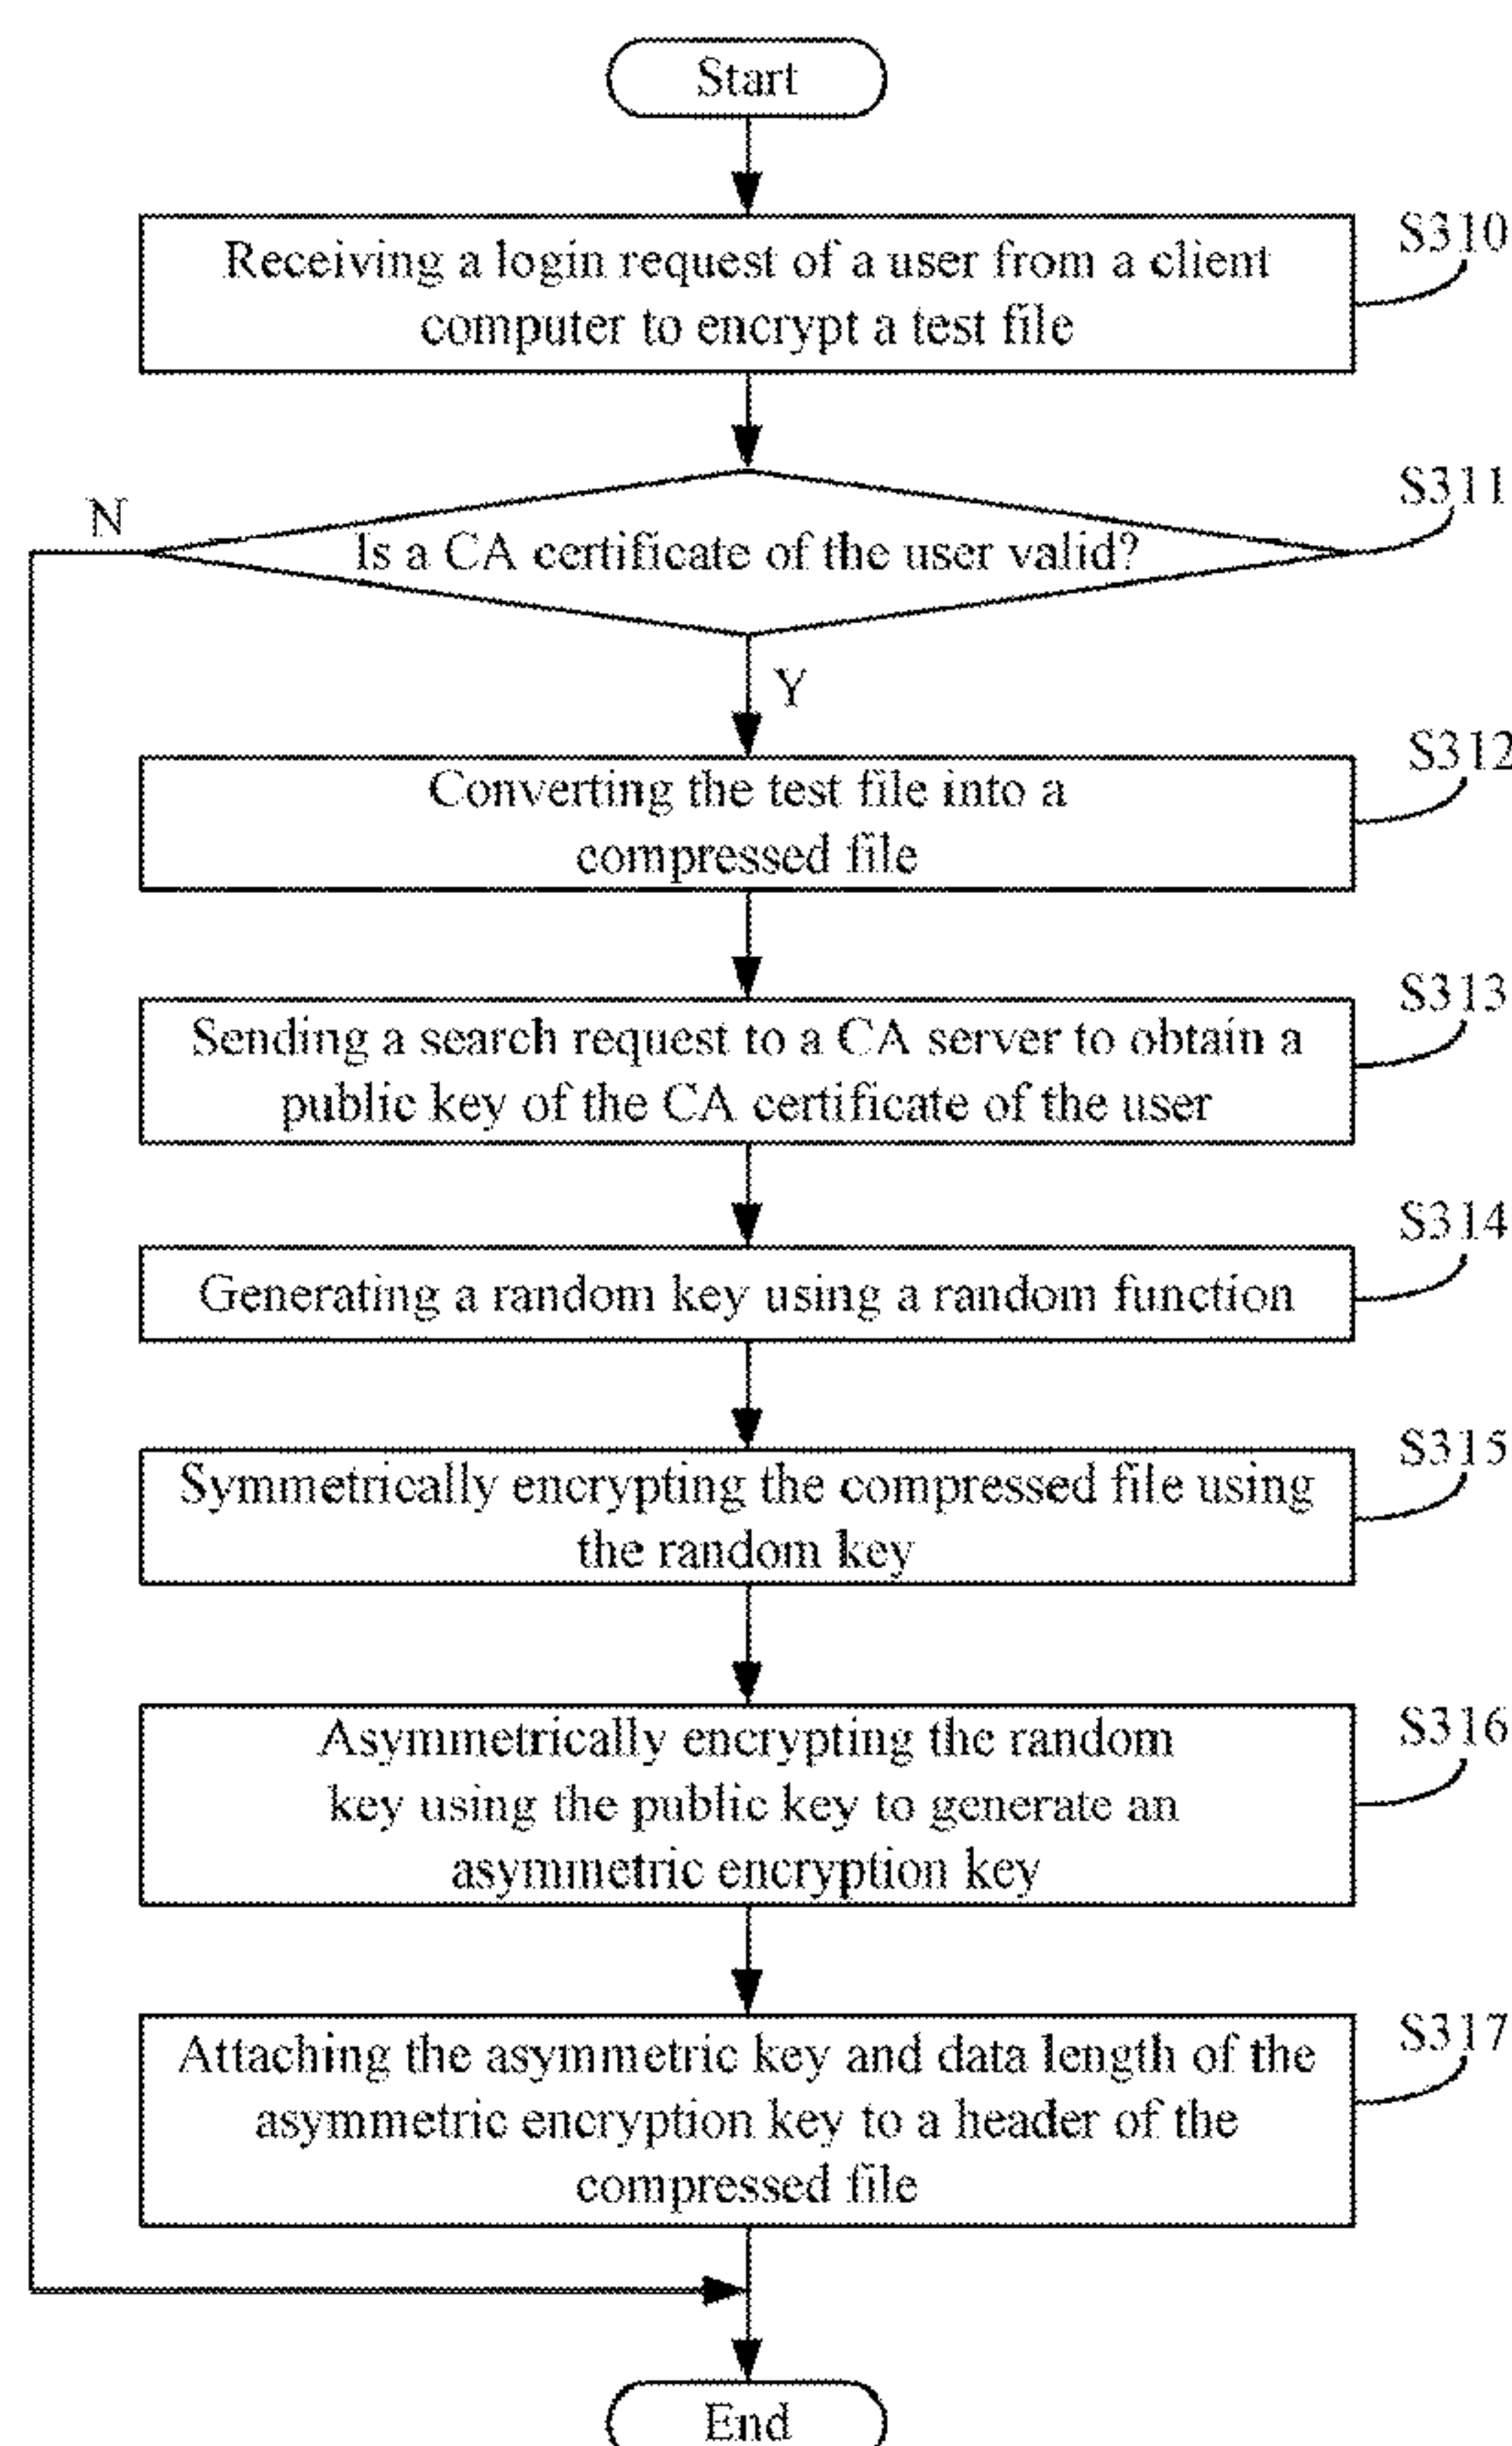 Start
S310
Receiving a login request of a user from a client
computer to encrypt a test file
S311
N
Is a CA certificate of the user valid?
Y
S312
Converting the test file into a
compressed file
S313
Sending a search request to a CA server to obtain a
public key of the CA certificate of the user
S314
Generating a random key using a random function
S315
Symmetrically encrypting the compressed file using
the random key
S316
Asymmetrically encrypting the random
key using the public key to generate an
asymmetric encryption key
S317
Attaching the asymmetric key and data length of the
asymmetric encryption key to a header of the
compressed file
End